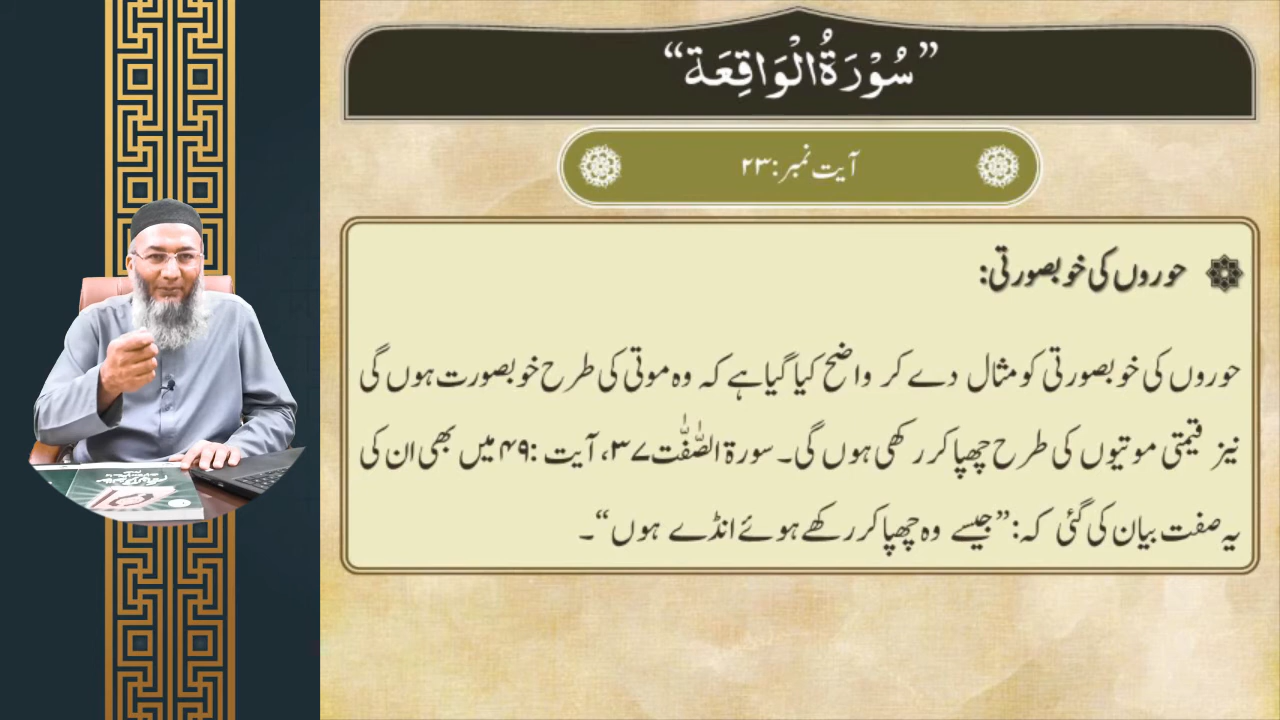 ”سُوْرَۃُالْوَاقِعَة“
آیت نمبر:۲۳
حوروں کی خوبصورتی:
حوروں کی خوبصورتی کو مثال دے کر واضح کیا گیا ہے کہ وہ موتی کی طرح خوبصورت ہوں گی
نیز قیمتی موتیوں کی طرح چھپا کر رکھی ہوں گی۔ سورۃ الصّٰفّٰت۳۷، آیت :۴۹ میں بھی ان کی
یہ صفت بیان کی گئی کہ:”جیسے وہ چھپا کر رکھے ہوئے انڈے ہوں“۔